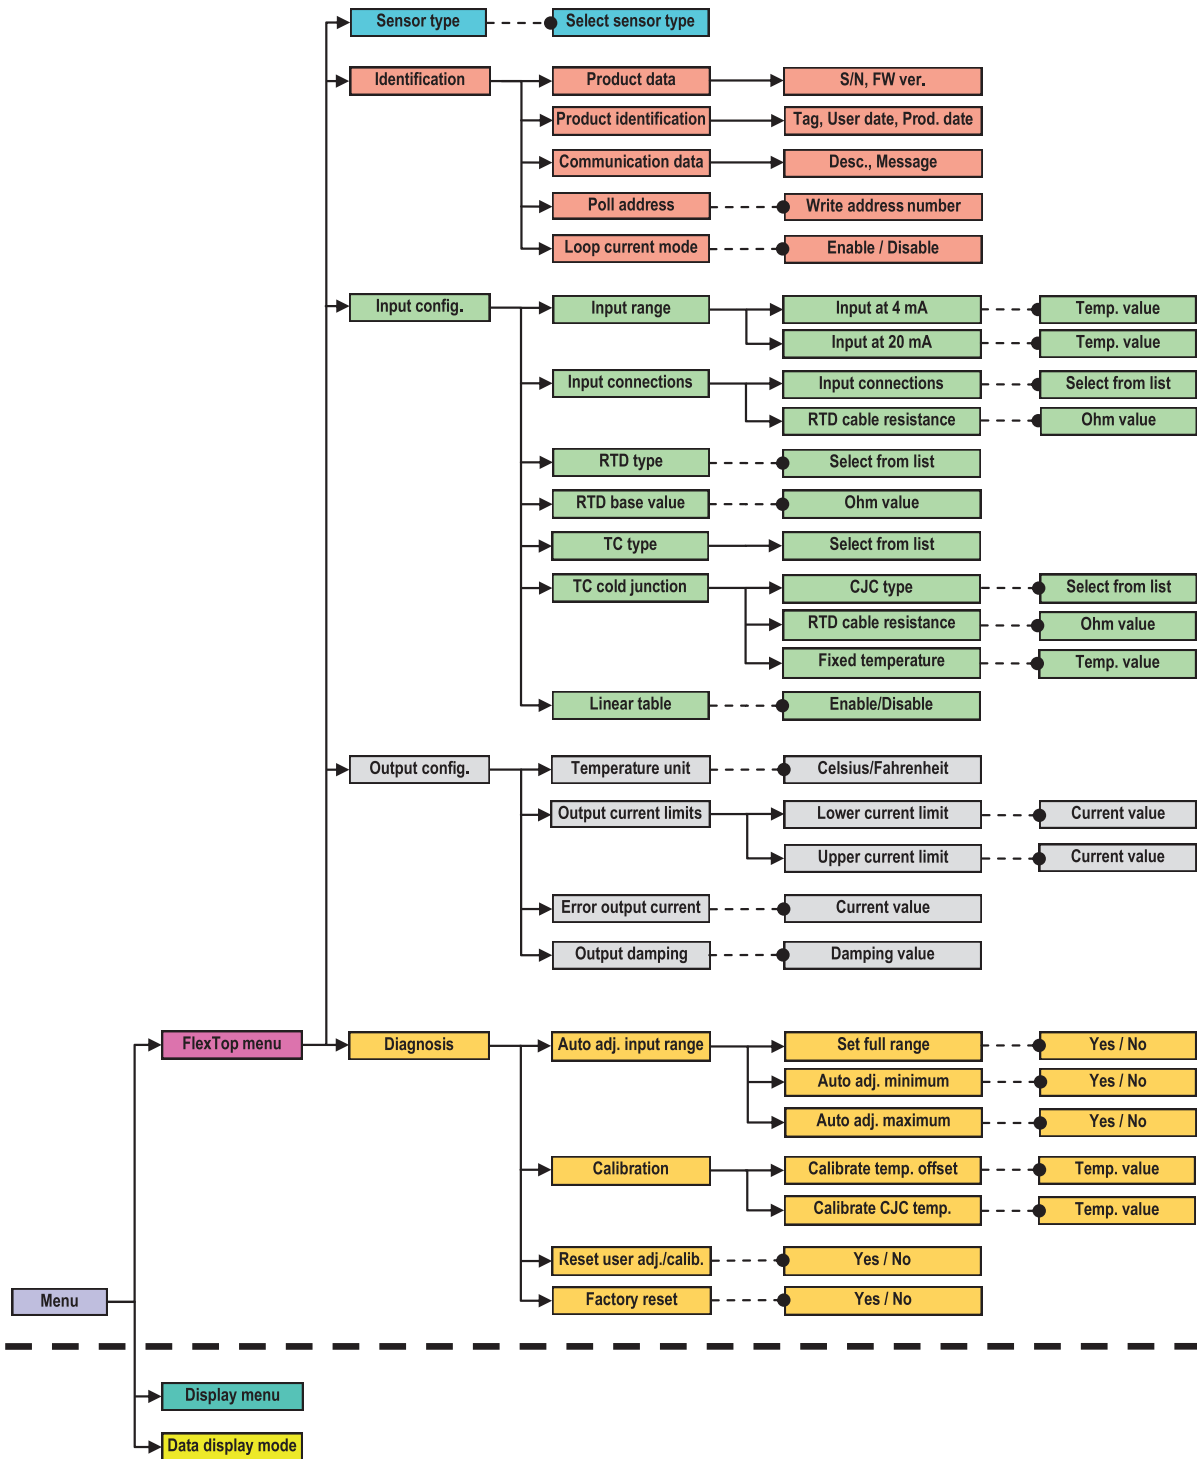 Sensor type
Select sensor type
Identification
Product data
S/N, FW ver.
Product identification
Tag, User date, Prod. date
Communication data
Desc., Message
Poll address
Write address number
Loop current mode
Enable / Disable
Input config.
Input range
Input at 4 mA
Temp. value
Input at 20 mA
Temp. value
Input connections
Input connections
Select from list
RTD cable resistance
Ohm value
RTD type
Select from list
RTD base value
Ohm value
TC type
Select from list
TC cold junction
CJC type
Select from list
RTD cable resistance
Ohm value
Fixed temperature
Temp. value
Linear table
Enable/Disable
Output config.
Temperature unit
Celsius/Fahrenheit
Output current limits
Lower current limit
Current value
Upper current limit
Current value
Error output current
Current value
Output damping
Damping value
FlexTop menu
Diagnosis
Auto adj. input range
Set full range
Yes / No
Auto adj. minimum
Yes / No
Auto adj. maximum
Yes / No
Calibration
Calibrate temp. offset
Temp. value
Calibrate CJC temp.
Temp. value
Reset user adj./calib.
Yes / No
Menu
Factory reset
Yes / No
Display menu
Data display mode